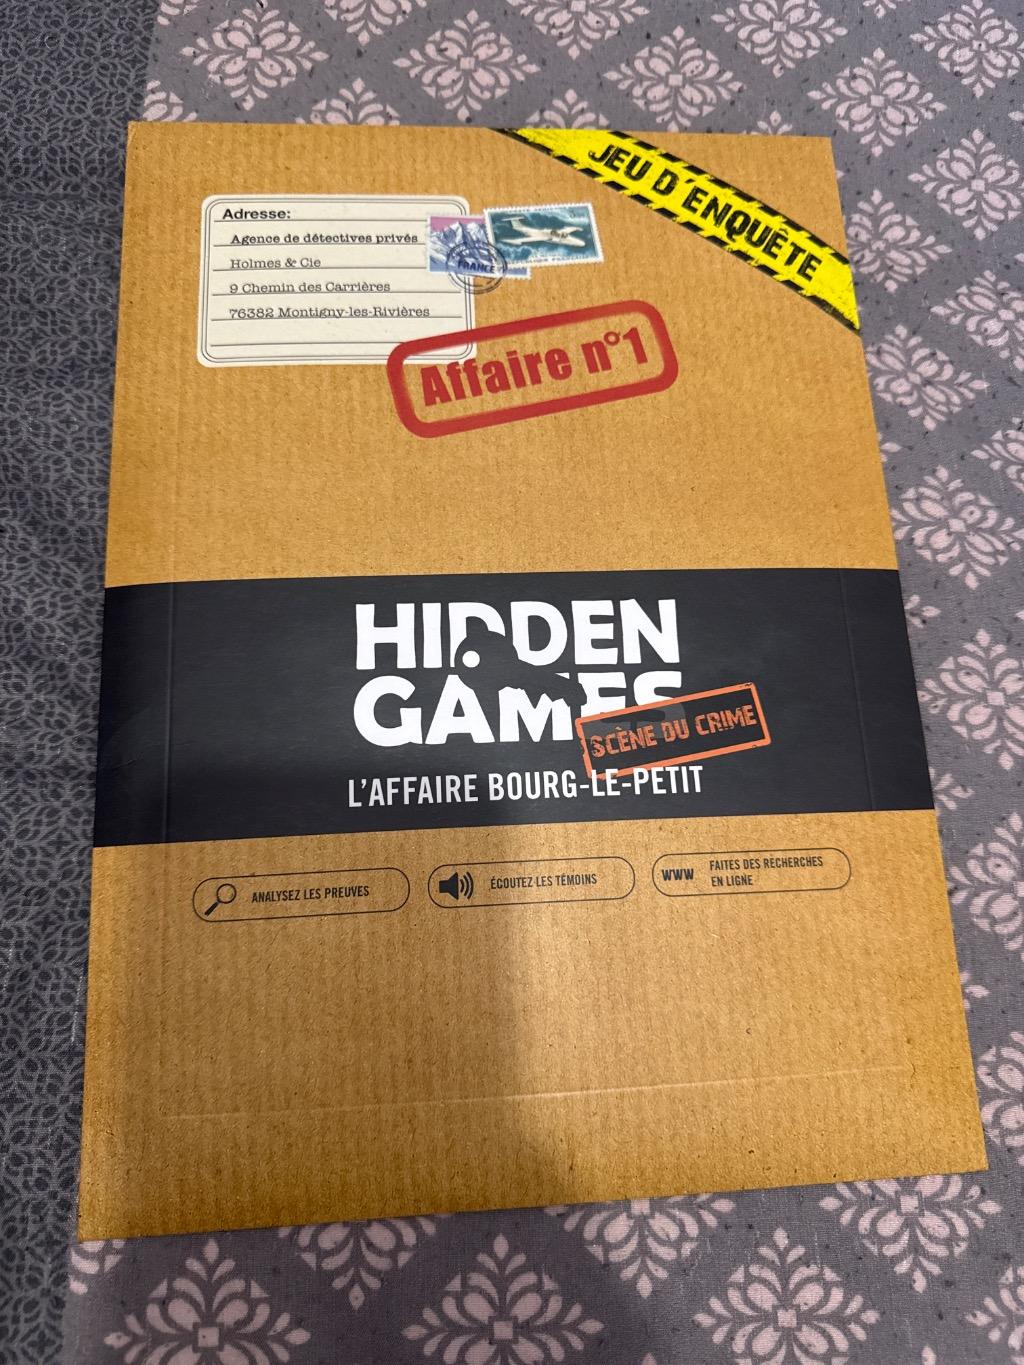 JEU D'ENQUÊTE
Adresse:
Agence de détectives privés
Holmes & Cie
9 Chemin des Carrières
76382 Montigny-les-Rivières
FRANCE
Affaire n°1
HIDDEN
GAMES
SCÈNE DU CRIME
L'AFFAIRE BOURG-LE-PETIT
ANALYSEZ LES PREUVES
ÉCOUTEZ LES TÉMOINS
WWW
FAITES DES RECHERCHES
EN LIGNE